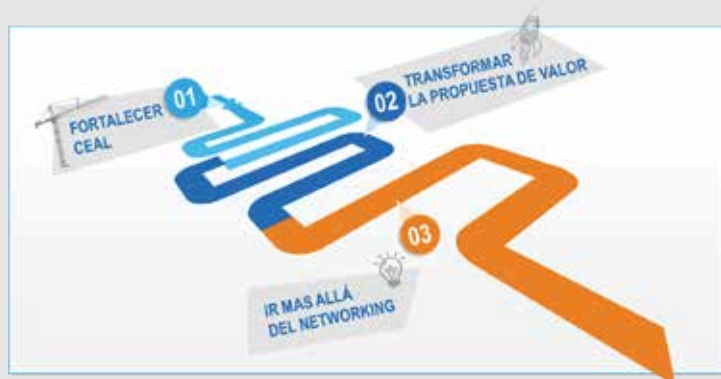 01
FORTALECER
CEAL
02
TRANSFORMAR
LA PROPUESTA DE VALOR
03
IR MAS ALLÁ
DEL NETWORKING